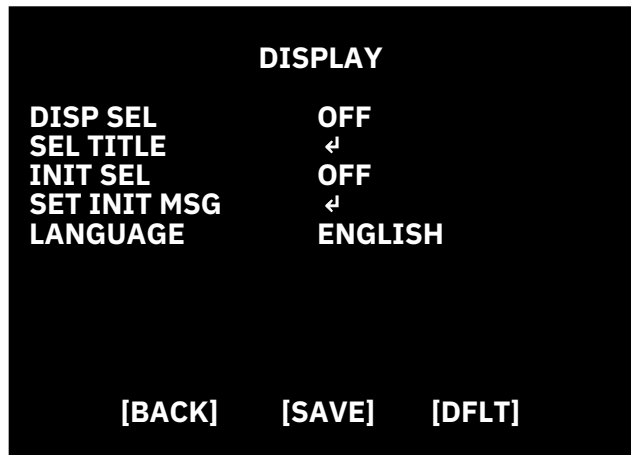 DISPLAY
DISP SEL OFF
SEL TITLE ↲
INIT SEL OFF
SET INIT MSG ↲
LANGUAGE ENGLISH
[BACK] [SAVE] [DFLT]